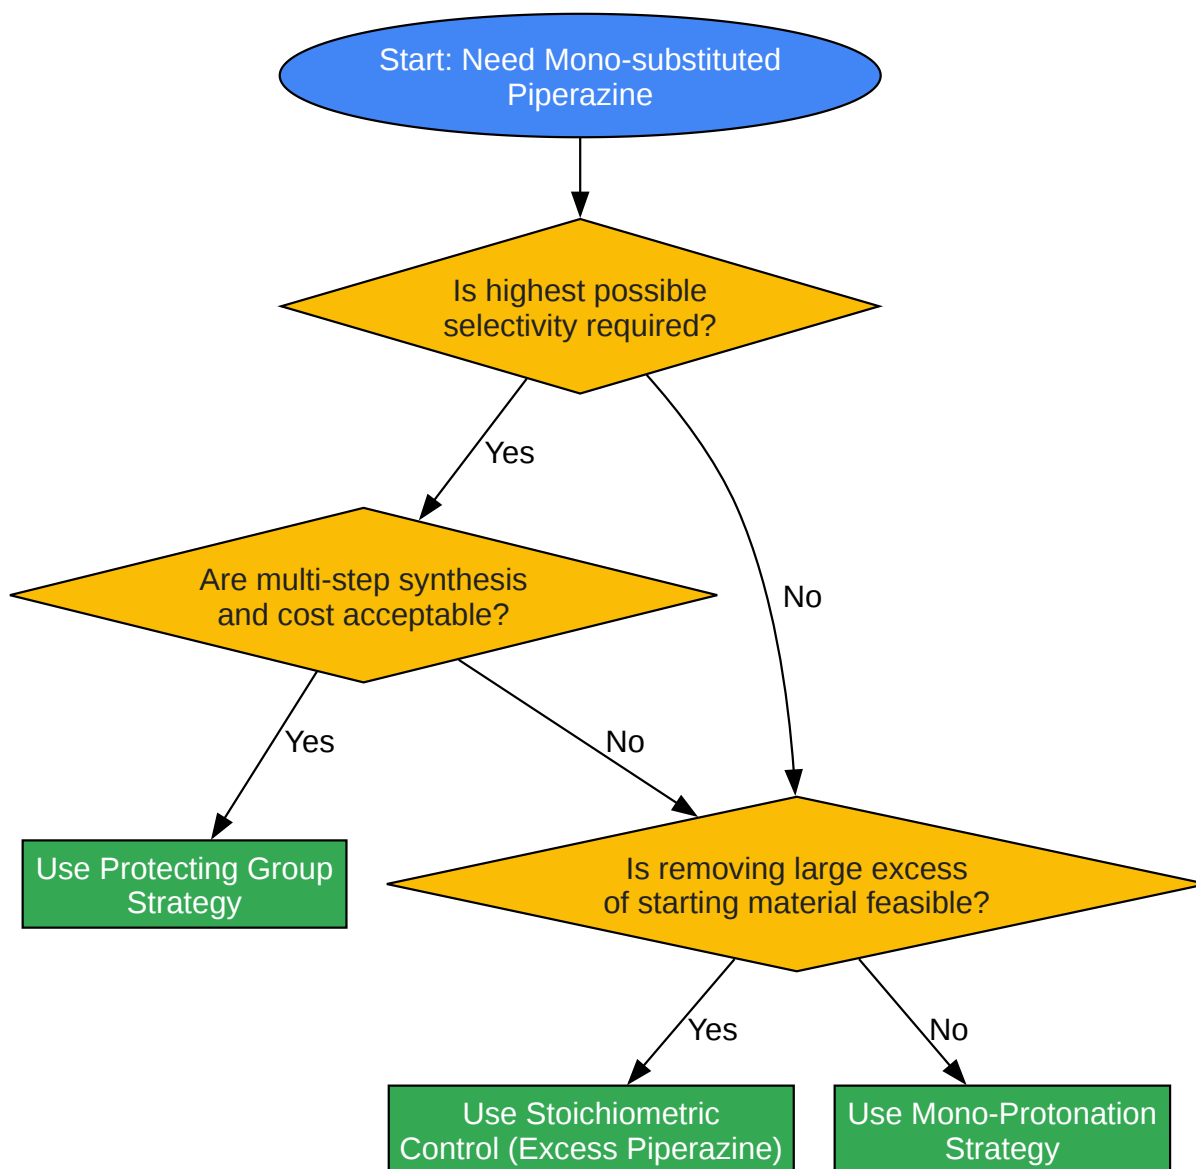 Start: Need Mono-substituted
Piperazine
Is highest possible
selectivity required?
Yes
No
Are multi-step synthesis
and cost acceptable?
Yes
No
Use Protecting Group
Strategy
Is removing large excess
of starting material feasible?
Yes
No
Use Stoichiometric
Control (Excess Piperazine)
Use Mono-Protonation
Strategy